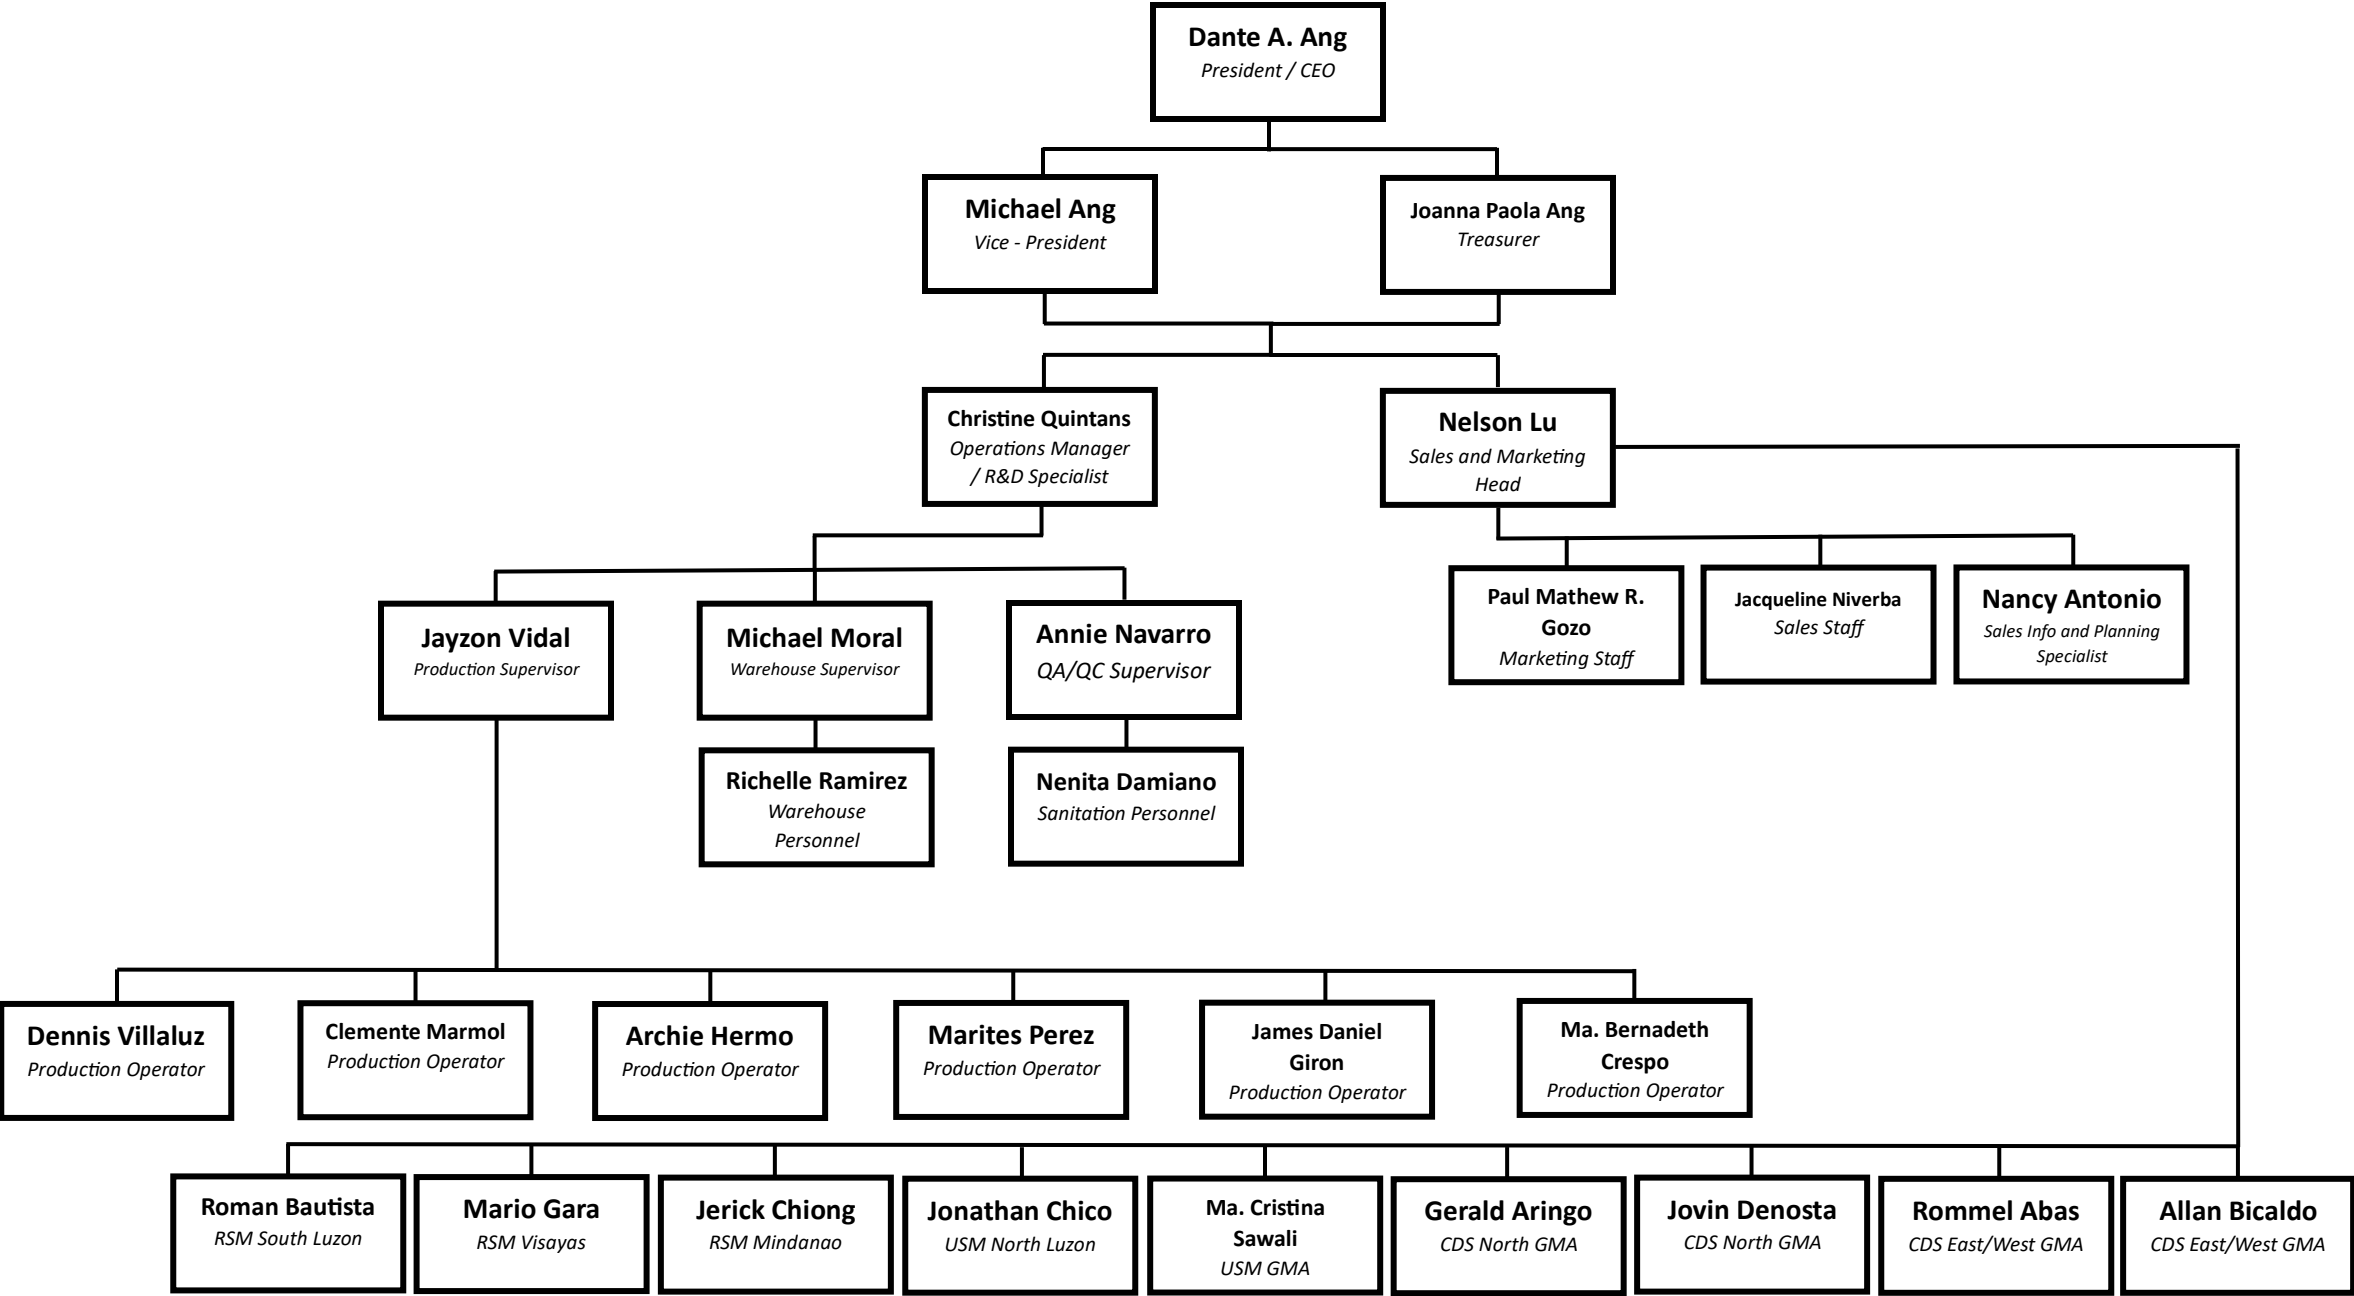 Dante A. Ang
President / CEO
Michael Ang
Vice - President
Joanna Paola Ang
Treasurer
Christine Quintans
Operations Manager
/ R&D Specialist
Nelson Lu
Sales and Marketing
Head
Jayzon Vidal
Production Supervisor
Michael Moral
Warehouse Supervisor
Annie Navarro
QA/QC Supervisor
Paul Mathew R.
Gozo
Marketing Staff
Jacqueline Niverba
Sales Staff
Nancy Antonio
Sales Info and Planning
Specialist
Richelle Ramirez
Warehouse
Personnel
Nenita Damiano
Sanitation Personnel
Dennis Villaluz
Production Operator
Clemente Marmol
Production Operator
Archie Hermo
Production Operator
Marites Perez
Production Operator
James Daniel
Giron
Production Operator
Ma. Bernadeth
Crespo
Production Operator
Roman Bautista
RSM South Luzon
Mario Gara
RSM Visayas
Jerick Chiong
RSM Mindanao
Jonathan Chico
USM North Luzon
Ma. Cristina
Sawali
USM GMA
Gerald Aringo
CDS North GMA
Jovin Denosta
CDS North GMA
Rommel Abas
CDS East/West GMA
Allan Bicaldo
CDS East/West GMA